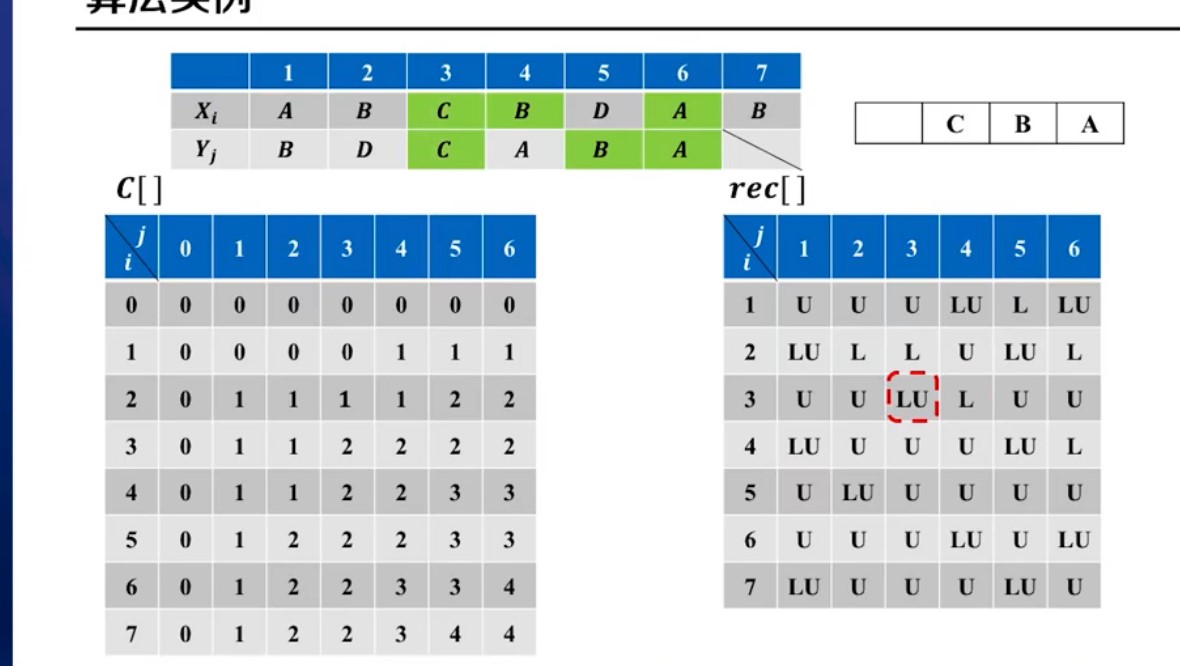 算法实例
1 2 3 4 5 6 7
Xi A B C B D A B
Yj B D C A B A
C B A
C[]
j
i
0 1 2 3 4 5 6
0 0 0 0 0 0 0 0
1 0 0 0 0 1 1 1
2 0 1 1 1 1 2 2
3 0 1 1 2 2 2 2
4 0 1 1 2 2 3 3
5 0 1 2 2 2 3 3
6 0 1 2 2 3 3 4
7 0 1 2 2 3 4 4
rec[]
j
i
1 2 3 4 5 6
1 U U U LU L LU
2 LU L L U LU L
3 U U LU L U U
4 LU U U U LU L
5 U LU U U U U
6 U U U LU U LU
7 LU U U U LU U